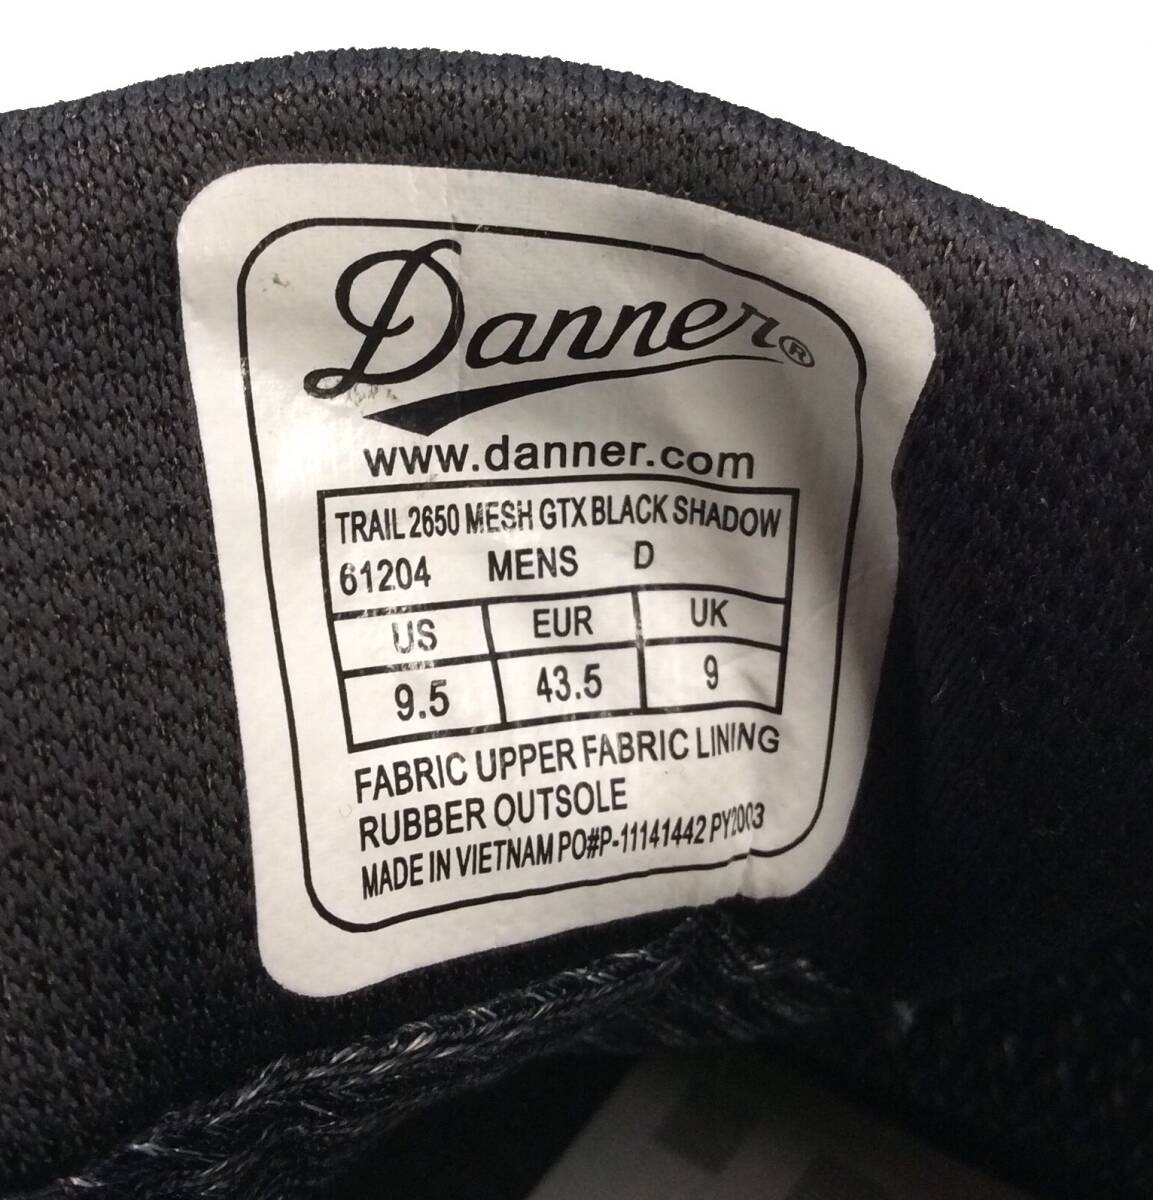 Danner®
www.danner.com
TRAIL 2650 MESH GTX BLACK SHADOW
61204 MENS D
US EUR UK
9.5 43.5 9
FABRIC UPPER FABRIC LINING
RUBBER OUTSOLE
MADE IN VIETNAM PO#P-11141442 PY2003